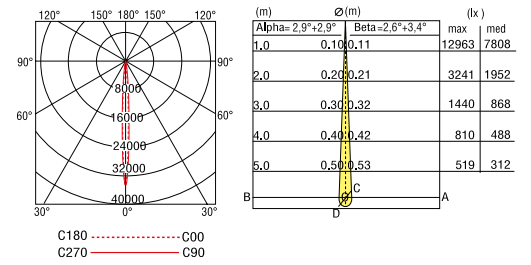 120° 150° 180° 150° 120°
90° 90°
60° 60°
8000
16000
24000
32000
40000
30° 0° 30°
C180 C00
C270 C90
(m) Ø(m) (lx)
Alpha= 2,9°+2,9° Beta=2,6°+3,4° max med
1.0 0.10 0.11 12963 7808
2.0 0.20 0.21 3241 1952
3.0 0.30 0.32 1440 868
4.0 0.40 0.42 810 488
5.0 0.50 0.53 519 312
C
B A
D